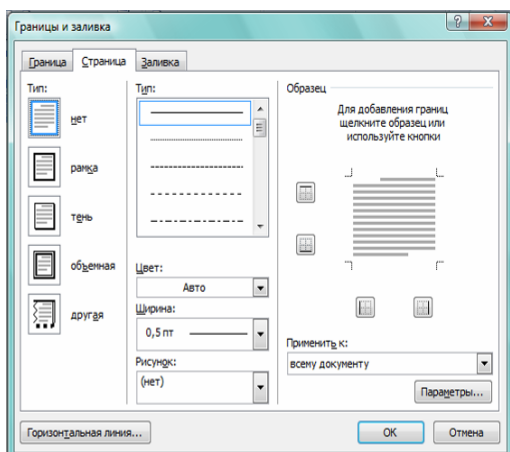 Границы и заливка
Граница Страница Заливка
Тип:
нет
рамка
тень
объемная
другая
Тип:
Цвет:
Авто
Ширина:
0,5 пт
Рисунок:
(нет)
Образец
Для добавления границ
щелкните образец или
используйте кнопки
Применить к:
всему документу
Параметры...
Горизонтальная линия...
ОК Отмена